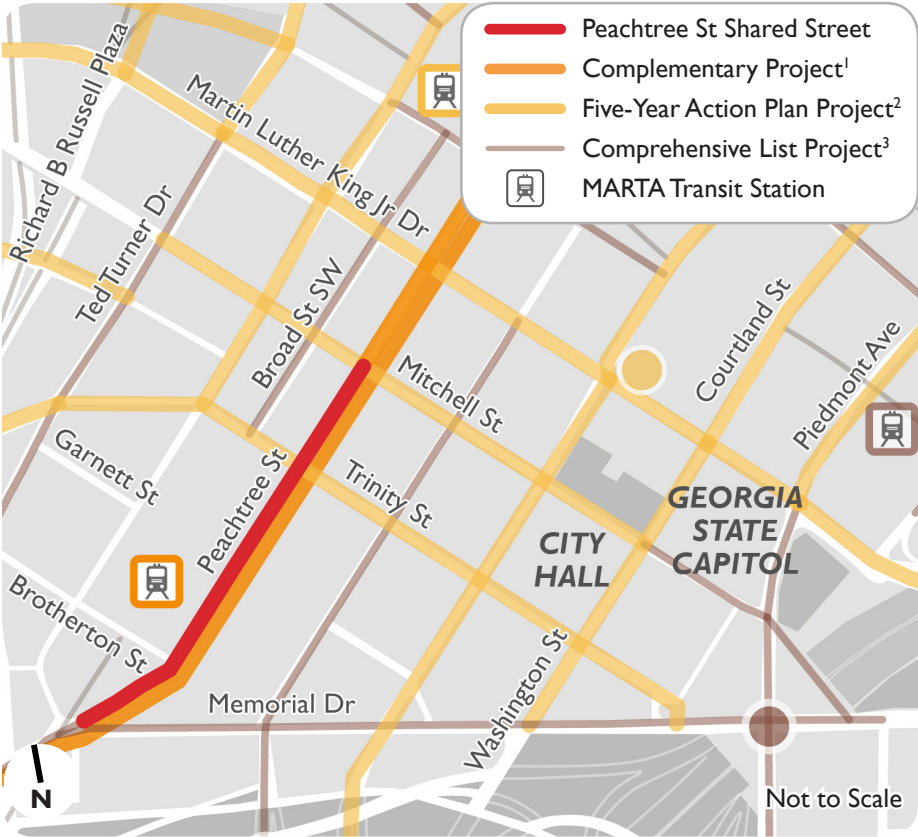 Peachtree St Shared Street
Complementary Project¹
Five-Year Action Plan Project²
Comprehensive List Project³
MARTA Transit Station
Richard B Russell Plaza
Martin Luther King Jr Dr
Ted Turner Dr
Broad St SW
Courtland St
Mitchell St
Piedmont Ave
Garnett St
Peachtree St
Trinity St
GEORGIA
STATE
CAPITOL
CITY
HALL
Brotherton St
Washington St
Memorial Dr
N
Not to Scale